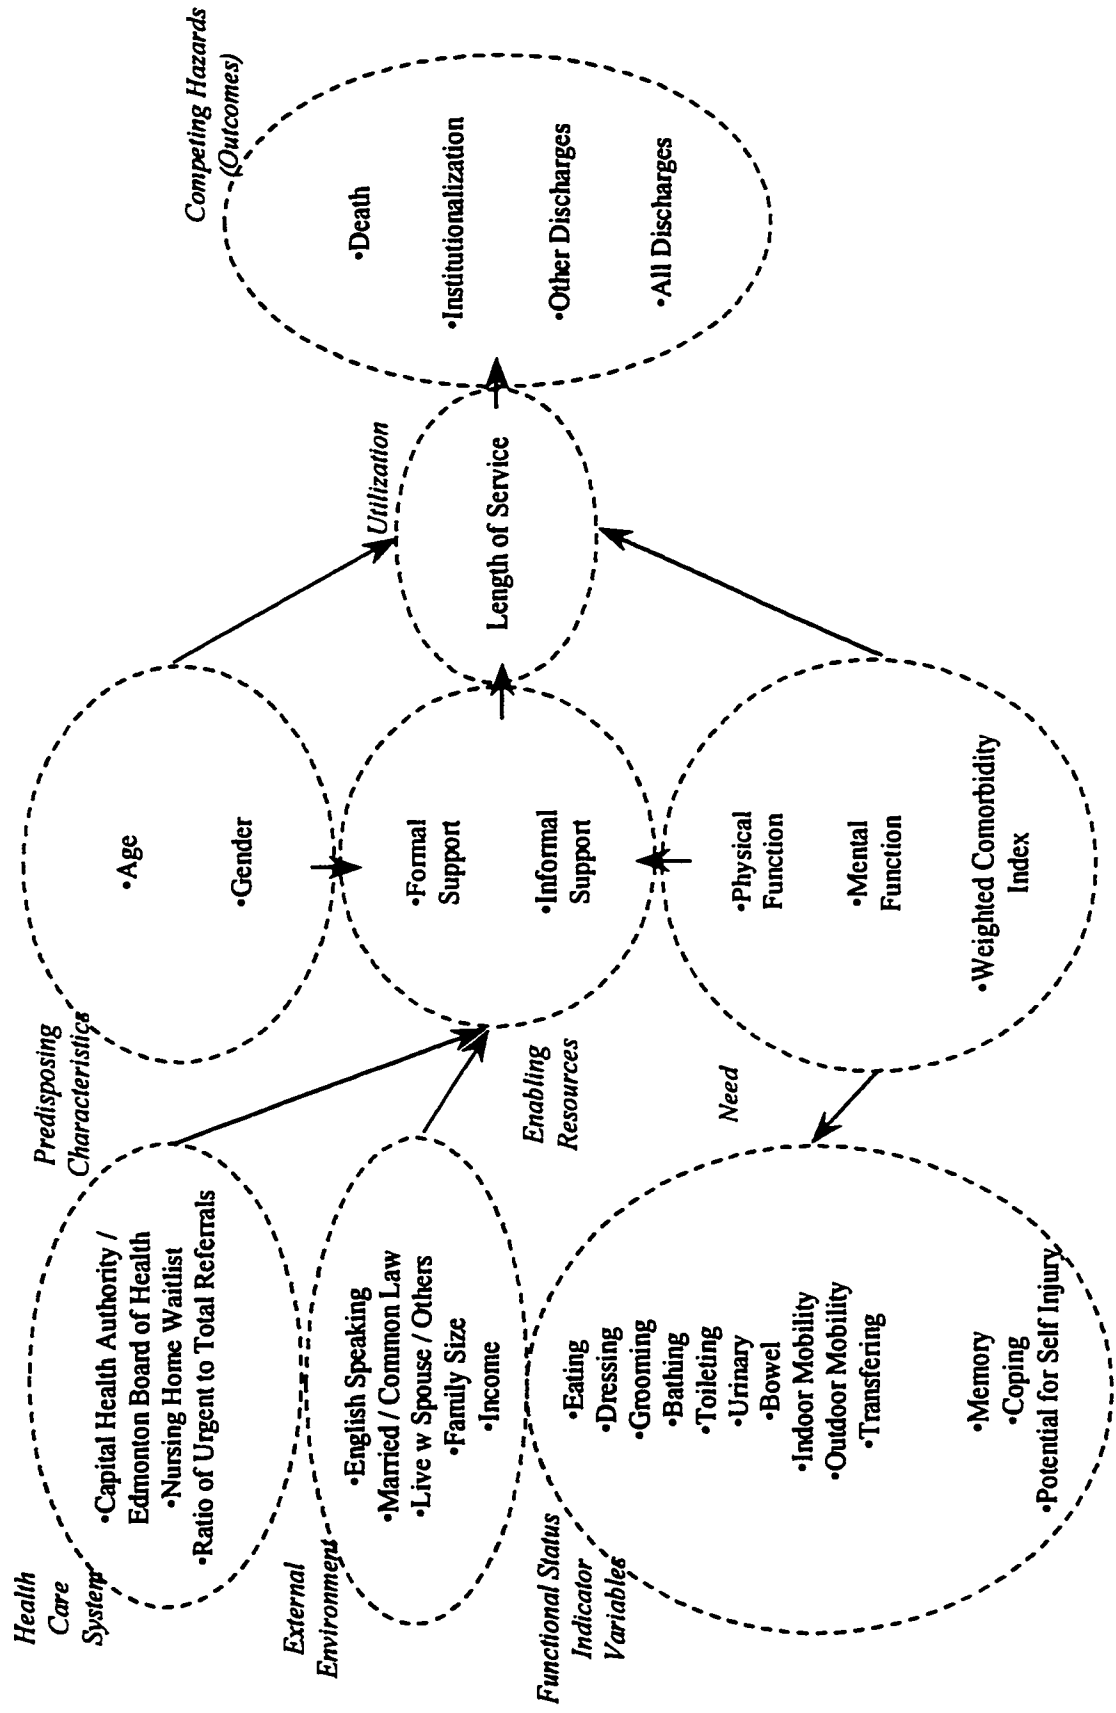 Health
Care
System
•Capital Health Authority /
Edmonton Board of Health
•Nursing Home Waitlist
•Ratio of Urgent to Total Referrals
External
Environment
•English Speaking
•Married / Common Law
•Live w Spouse / Others
•Family Size
•Income
Functional Status
Indicator
Variables
•Eating
•Dressing
•Grooming
•Bathing
•Toileting
•Urinary
•Bowel
•Indoor Mobility
•Outdoor Mobility
•Transfering
•Memory
•Coping
•Potential for Self Injury
Predisposing
Characteristics
•Age
•Gender
Enabling
Resources
•Formal
Support
•Informal
Support
Need
•Physical
Function
•Mental
Function
•Weighted Comorbidity
Index
Utilization
Length of Service
Competing Hazards
(Outcomes)
•Death
•Institutionalization
•Other Discharges
•All Discharges